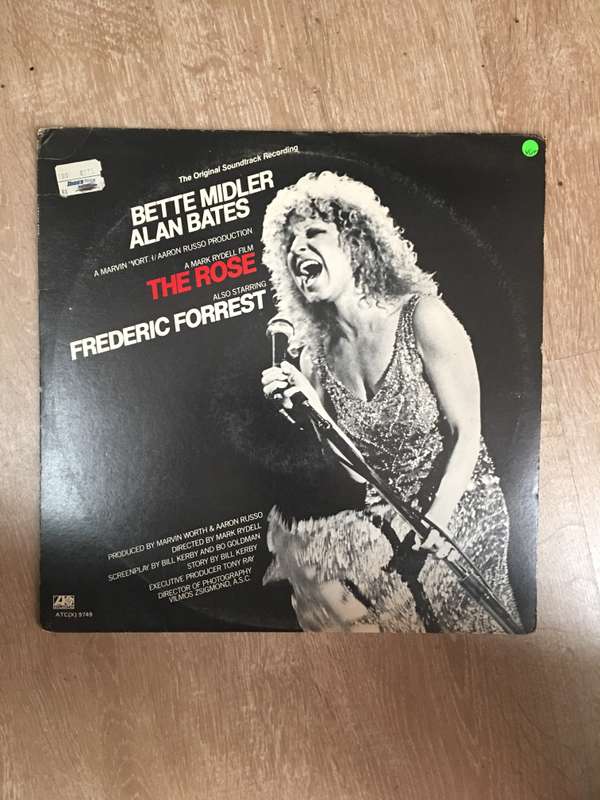 The Original Soundtrack Recording
BETTE MIDLER
ALAN BATES
A MARVIN WORTH/AARON RUSSO PRODUCTION
A MARK RYDELL FILM
THE ROSE
ALSO STARRING
FREDERIC FORREST
PRODUCED BY MARVIN WORTH & AARON RUSSO
DIRECTED BY MARK RYDELL
SCREENPLAY BY BILL KERBY AND BO GOLDMAN
STORY BY BILL KERBY
EXECUTIVE PRODUCER TONY RAY
DIRECTOR OF PHOTOGRAPHY
VILMOS ZSIGMOND, A.S.C.
ATC(X) 9749